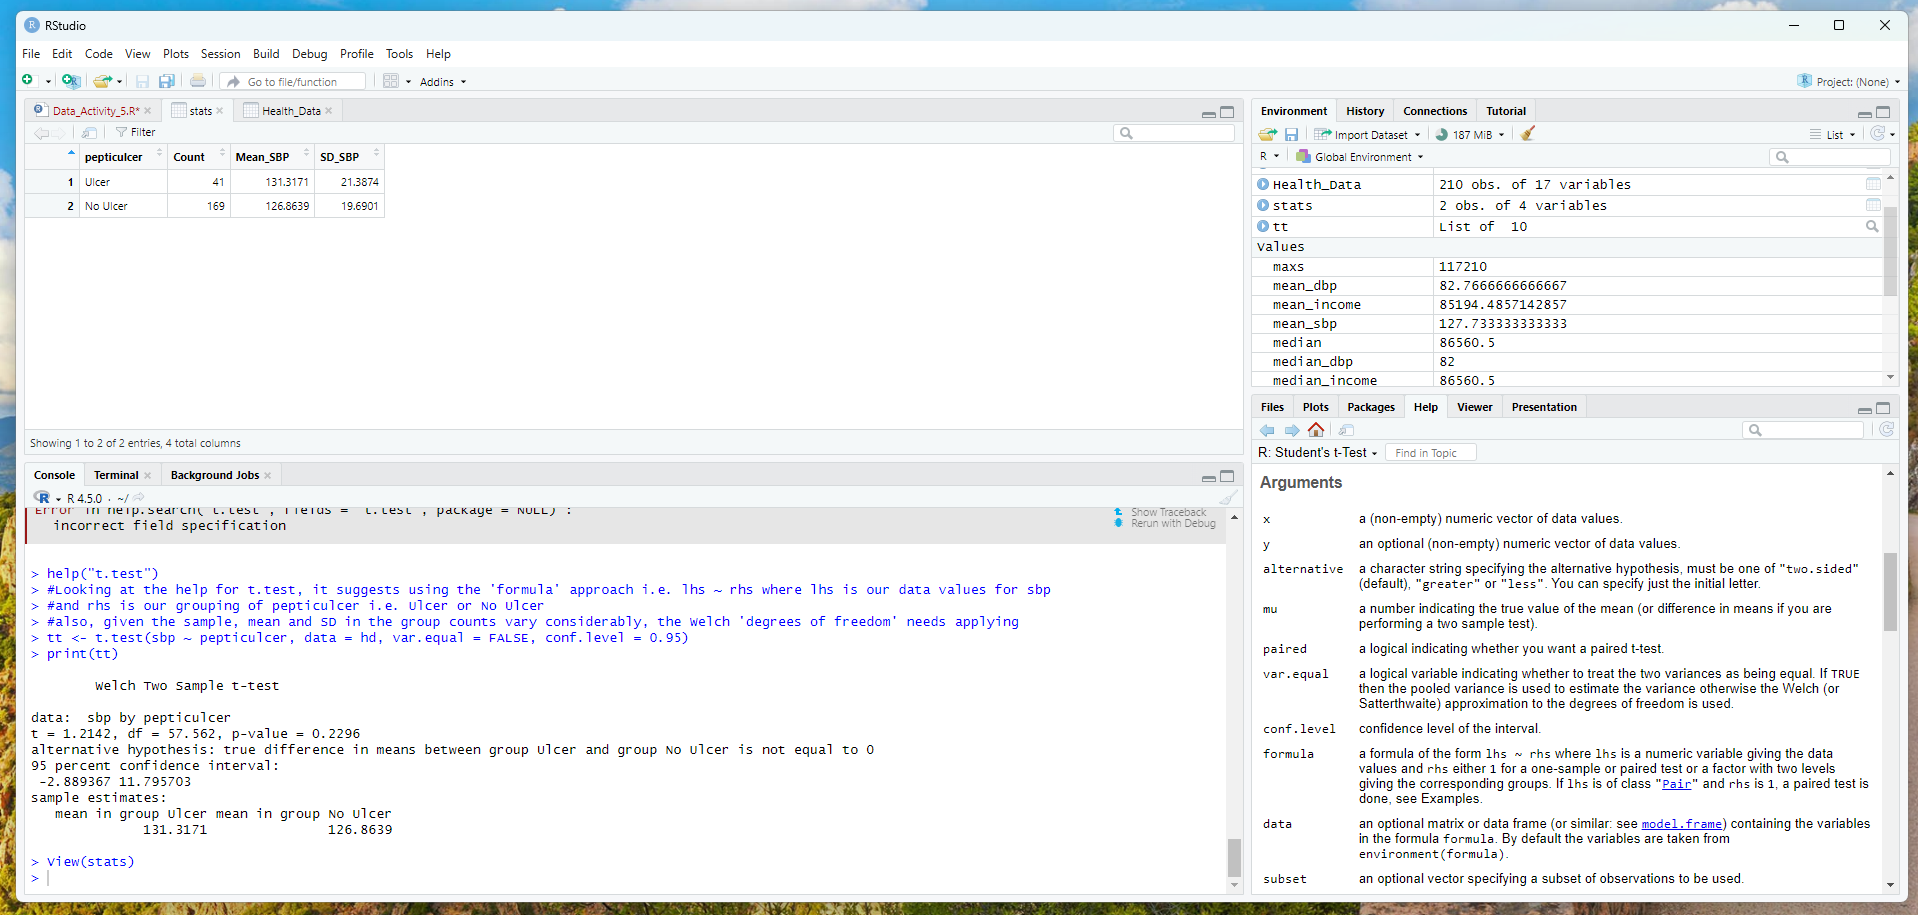 RStudio
File Edit Code View Plots Session Build Debug Profile Tools Help
Go to file/function Addins Project: (None)
Data_Activity_5.R* stats Health_Data
Filter
pepticulcer Count Mean_SBP SD_SBP
1 Ulcer 41 131.3171 21.3874
2 No Ulcer 169 126.8639 19.6901
Showing 1 to 2 of 2 entries, 4 total columns
Console Terminal Background Jobs
R 4.5.0 · ~/
Error in help.search("t.test", fields = "t.test", package = NULL) :
incorrect field specification
Show Traceback
Rerun with Debug
> help("t.test")
> #Looking at the help for t.test, it suggests using the 'formula' approach i.e. lhs ~ rhs where lhs is our data values for sbp
> #and rhs is our grouping of pepticulcer i.e. Ulcer or No Ulcer
> #also, given the sample, mean and SD in the group counts vary considerably, the Welch 'degrees of freedom' needs applying
> tt <- t.test(sbp ~ pepticulcer, data = hd, var.equal = FALSE, conf.level = 0.95)
> print(tt)
Welch Two Sample t-test
data: sbp by pepticulcer
t = 1.2142, df = 57.562, p-value = 0.2296
alternative hypothesis: true difference in means between group Ulcer and group No Ulcer is not equal to 0
95 percent confidence interval:
-2.889367 11.795703
sample estimates:
mean in group Ulcer mean in group No Ulcer
131.3171 126.8639
> View(stats)
>
Environment History Connections Tutorial
Import Dataset 187 MiB List
R Global Environment
Health_Data 210 obs. of 17 variables
stats 2 obs. of 4 variables
tt List of 10
Values
maxs 117210
mean_dbp 82.7666666666667
mean_income 85194.4857142857
mean_sbp 127.733333333333
median 86560.5
median_dbp 82
median_income 86560.5
Files Plots Packages Help Viewer Presentation
R: Student's t-Test Find in Topic
Arguments
x a (non-empty) numeric vector of data values.
y an optional (non-empty) numeric vector of data values.
alternative a character string specifying the alternative hypothesis, must be one of "two.sided"
(default), "greater" or "less". You can specify just the initial letter.
mu a number indicating the true value of the mean (or difference in means if you are
performing a two sample test).
paired a logical indicating whether you want a paired t-test.
var.equal a logical variable indicating whether to treat the two variances as being equal. If TRUE
then the pooled variance is used to estimate the variance otherwise the Welch (or
Satterthwaite) approximation to the degrees of freedom is used.
conf.level confidence level of the interval.
formula a formula of the form lhs ~ rhs where lhs is a numeric variable giving the data
values and rhs either 1 for a one-sample or paired test or a factor with two levels
giving the corresponding groups. If lhs is of class "Pair" and rhs is 1, a paired test is
done, see Examples.
data an optional matrix or data frame (or similar: see model.frame) containing the variables
in the formula formula. By default the variables are taken from
environment(formula).
subset an optional vector specifying a subset of observations to be used.